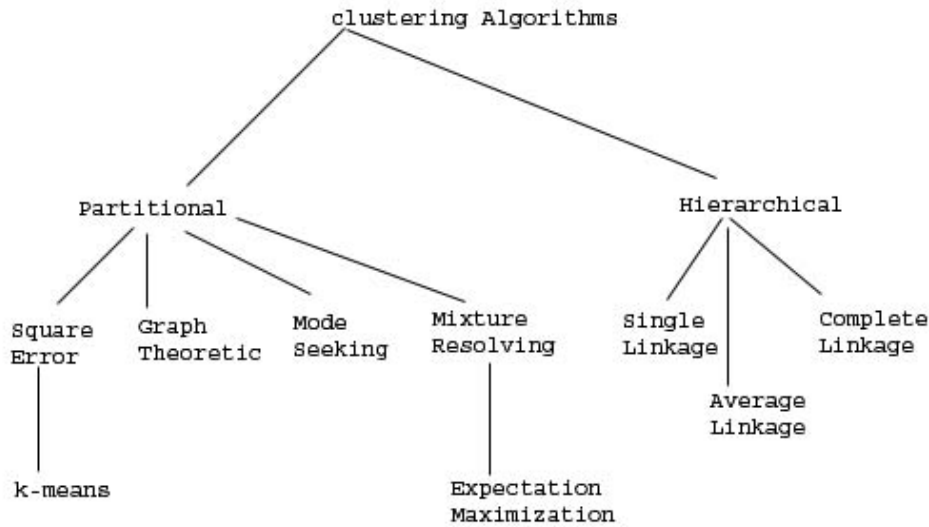 clustering Algorithms
Partitional
Hierarchical
Square
Error
Graph
Theoretic
Mode
Seeking
Mixture
Resolving
Single
Linkage
Complete
Linkage
Average
Linkage
k-means
Expectation
Maximization